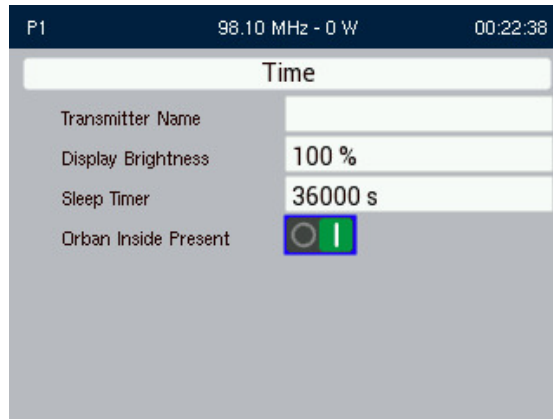 P1 98.10 MHz - 0 W 00:22:38
Time
Transmitter Name
Display Brightness 100 %
Sleep Timer 36000 s
Orban Inside Present